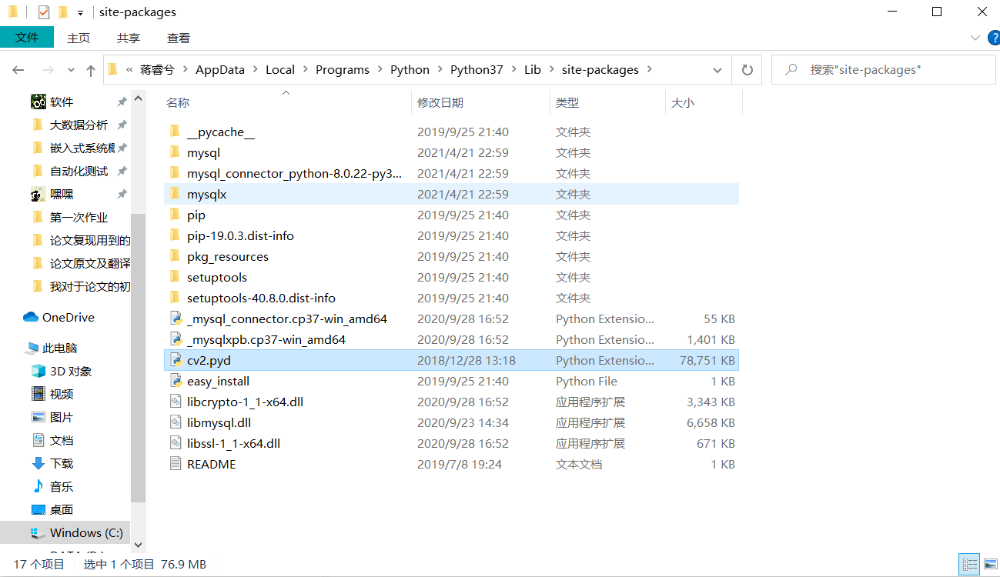 site-packages
文件 主页 共享 查看
« 蒋睿兮 > AppData > Local > Programs > Python > Python37 > Lib > site-packages >
搜索"site-packages"
软件
大数据分析
嵌入式系统概
自动化测试
嘿嘿
第一次作业
论文复现用到的
论文原文及翻译
我对于论文的初
OneDrive
此电脑
3D 对象
视频
图片
文档
下载
音乐
桌面
Windows (C:)
DATA (D:)
名称 修改日期 类型 大小
__pycache__ 2019/9/25 21:40 文件夹
mysql 2021/4/21 22:59 文件夹
mysql_connector_python-8.0.22-py3... 2021/4/21 22:59 文件夹
mysqlx 2021/4/21 22:59 文件夹
pip 2019/9/25 21:40 文件夹
pip-19.0.3.dist-info 2019/9/25 21:40 文件夹
pkg_resources 2019/9/25 21:40 文件夹
setuptools 2019/9/25 21:40 文件夹
setuptools-40.8.0.dist-info 2019/9/25 21:40 文件夹
_mysql_connector.cp37-win_amd64 2020/9/28 16:52 Python Extensio... 55 KB
_mysqlxpb.cp37-win_amd64 2020/9/28 16:52 Python Extensio... 1,401 KB
cv2.pyd 2018/12/28 13:18 Python Extensio... 78,751 KB
easy_install 2019/9/25 21:40 Python File 1 KB
libcrypto-1_1-x64.dll 2020/9/28 16:52 应用程序扩展 3,343 KB
libmysql.dll 2020/9/23 14:34 应用程序扩展 6,658 KB
libssl-1_1-x64.dll 2020/9/28 16:52 应用程序扩展 671 KB
README 2019/7/8 19:24 文本文档 1 KB
17 个项目 选中 1 个项目 76.9 MB